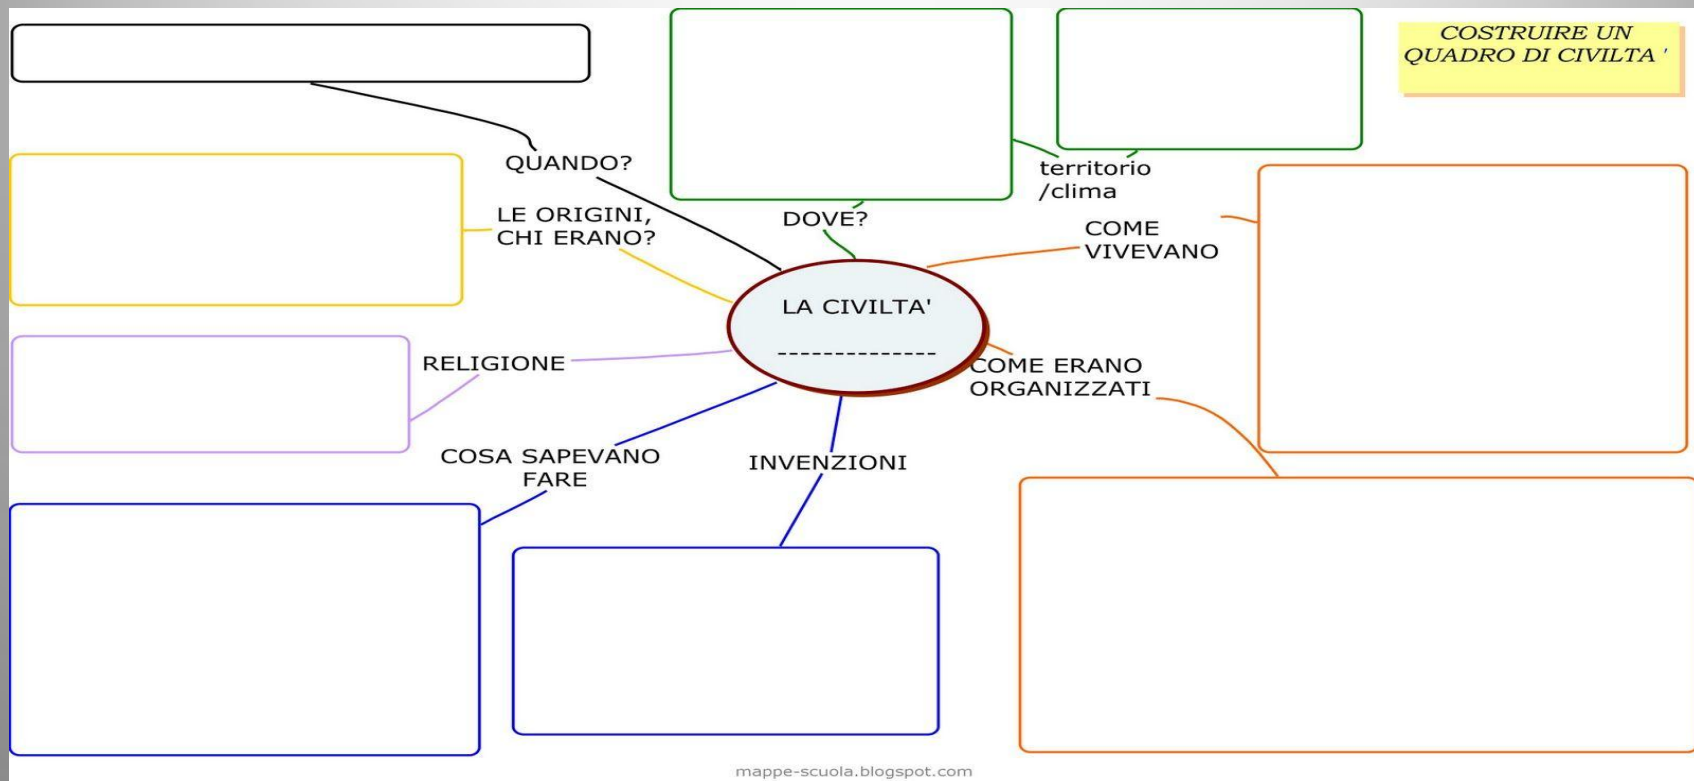 COSTRUIRE UN
QUADRO DI CIVILTA '
QUANDO?
LE ORIGINI,
CHI ERANO?
DOVE?
territorio
/clima
COME
VIVEVANO
LA CIVILTA'
--------------
RELIGIONE
COME ERANO
ORGANIZZATI
COSA SAPEVANO
FARE
INVENZIONI
mappe-scuola.blogspot.com